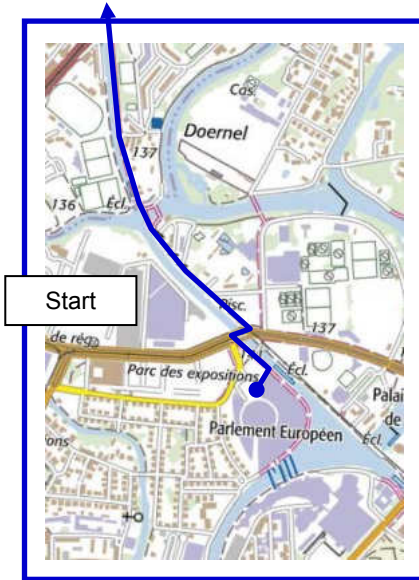 Cas.
Doernel
137
136
Écl.
Start
Pisc.
137
de rég
Parc des expositions
Écl.
Palai
de
Parlement Européen
Écl.
ons